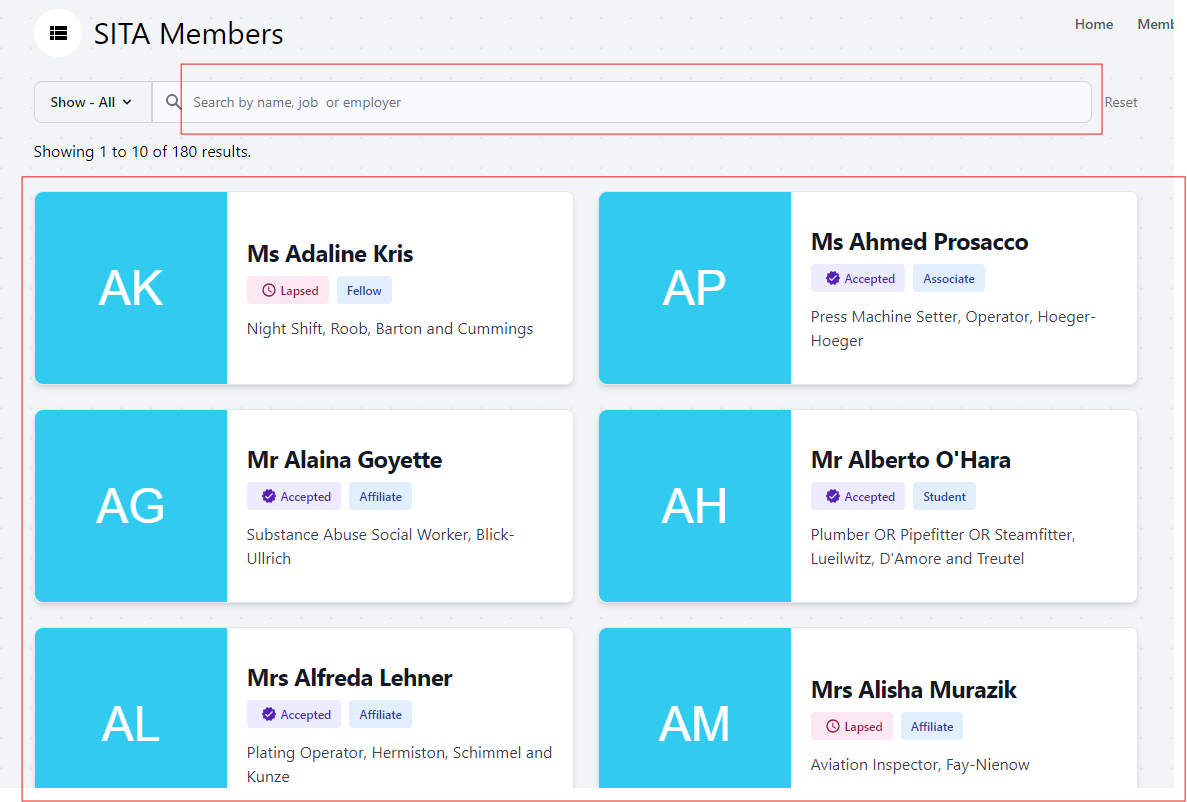 SITA Members
Home Memb
Show - All
Search by name, job or employer
Reset
Showing 1 to 10 of 180 results.
AK
Ms Adaline Kris
Lapsed Fellow
Night Shift, Roob, Barton and Cummings
AP
Ms Ahmed Prosacco
Accepted Associate
Press Machine Setter, Operator, Hoeger-
Hoeger
AG
Mr Alaina Goyette
Accepted Affiliate
Substance Abuse Social Worker, Blick-
Ullrich
AH
Mr Alberto O'Hara
Accepted Student
Plumber OR Pipefitter OR Steamfitter,
Lueilwitz, D'Amore and Treutel
AL
Mrs Alfreda Lehner
Accepted Affiliate
Plating Operator, Hermiston, Schimmel and
Kunze
AM
Mrs Alisha Murazik
Lapsed Affiliate
Aviation Inspector, Fay-Nienow